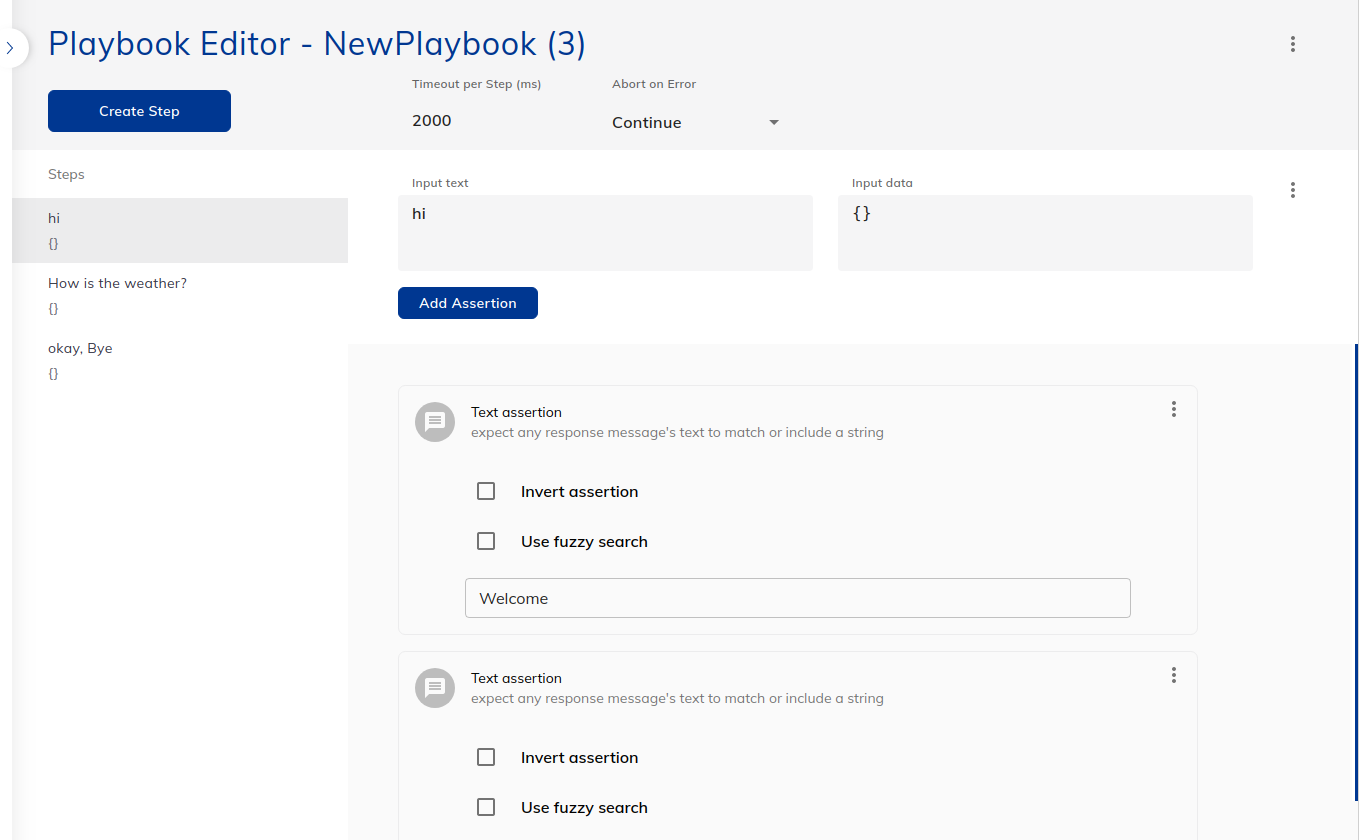 Playbook Editor - NewPlaybook (3)
Create Step
Timeout per Step (ms)
2000
Abort on Error
Continue
Steps
hi
{}
How is the weather?
{}
okay, Bye
{}
Input text
hi
Input data
{}
Add Assertion
Text assertion
expect any response message's text to match or include a string
Invert assertion
Use fuzzy search
Welcome
Text assertion
expect any response message's text to match or include a string
Invert assertion
Use fuzzy search